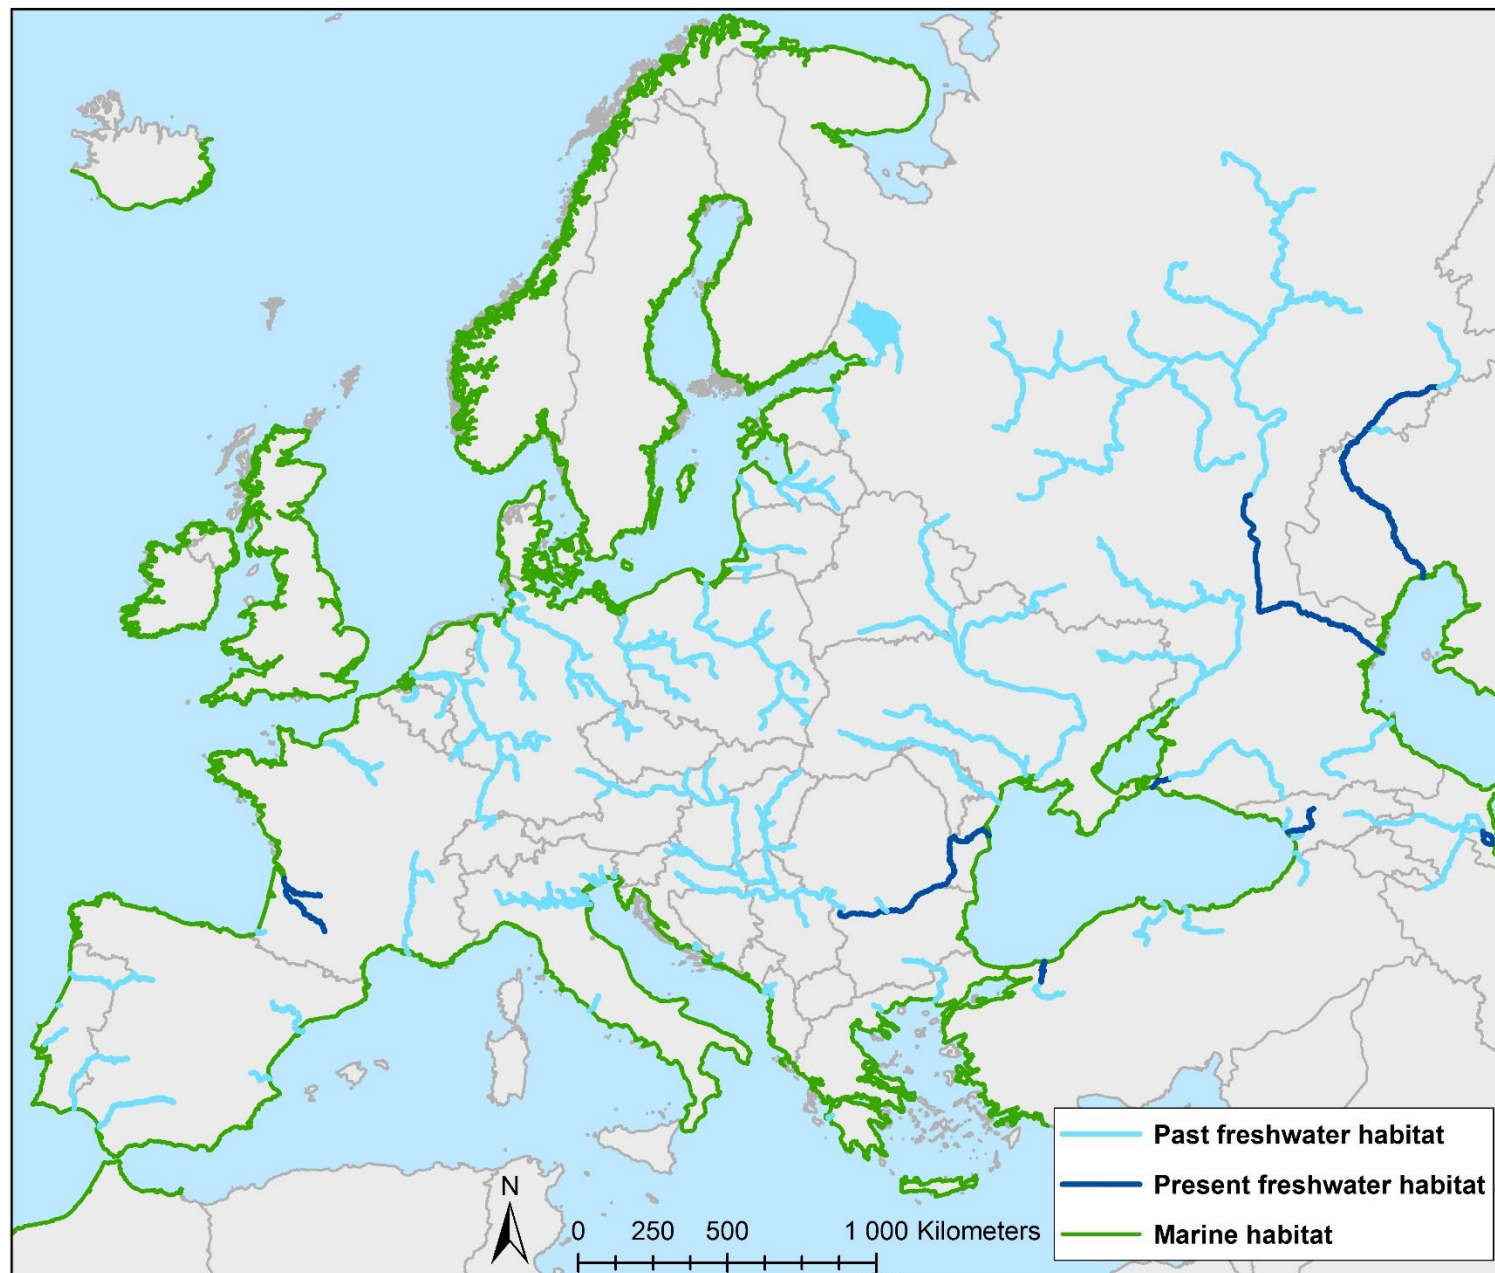 Past freshwater habitat
Present freshwater habitat
Marine habitat
N
0 250 500 1 000 Kilometers